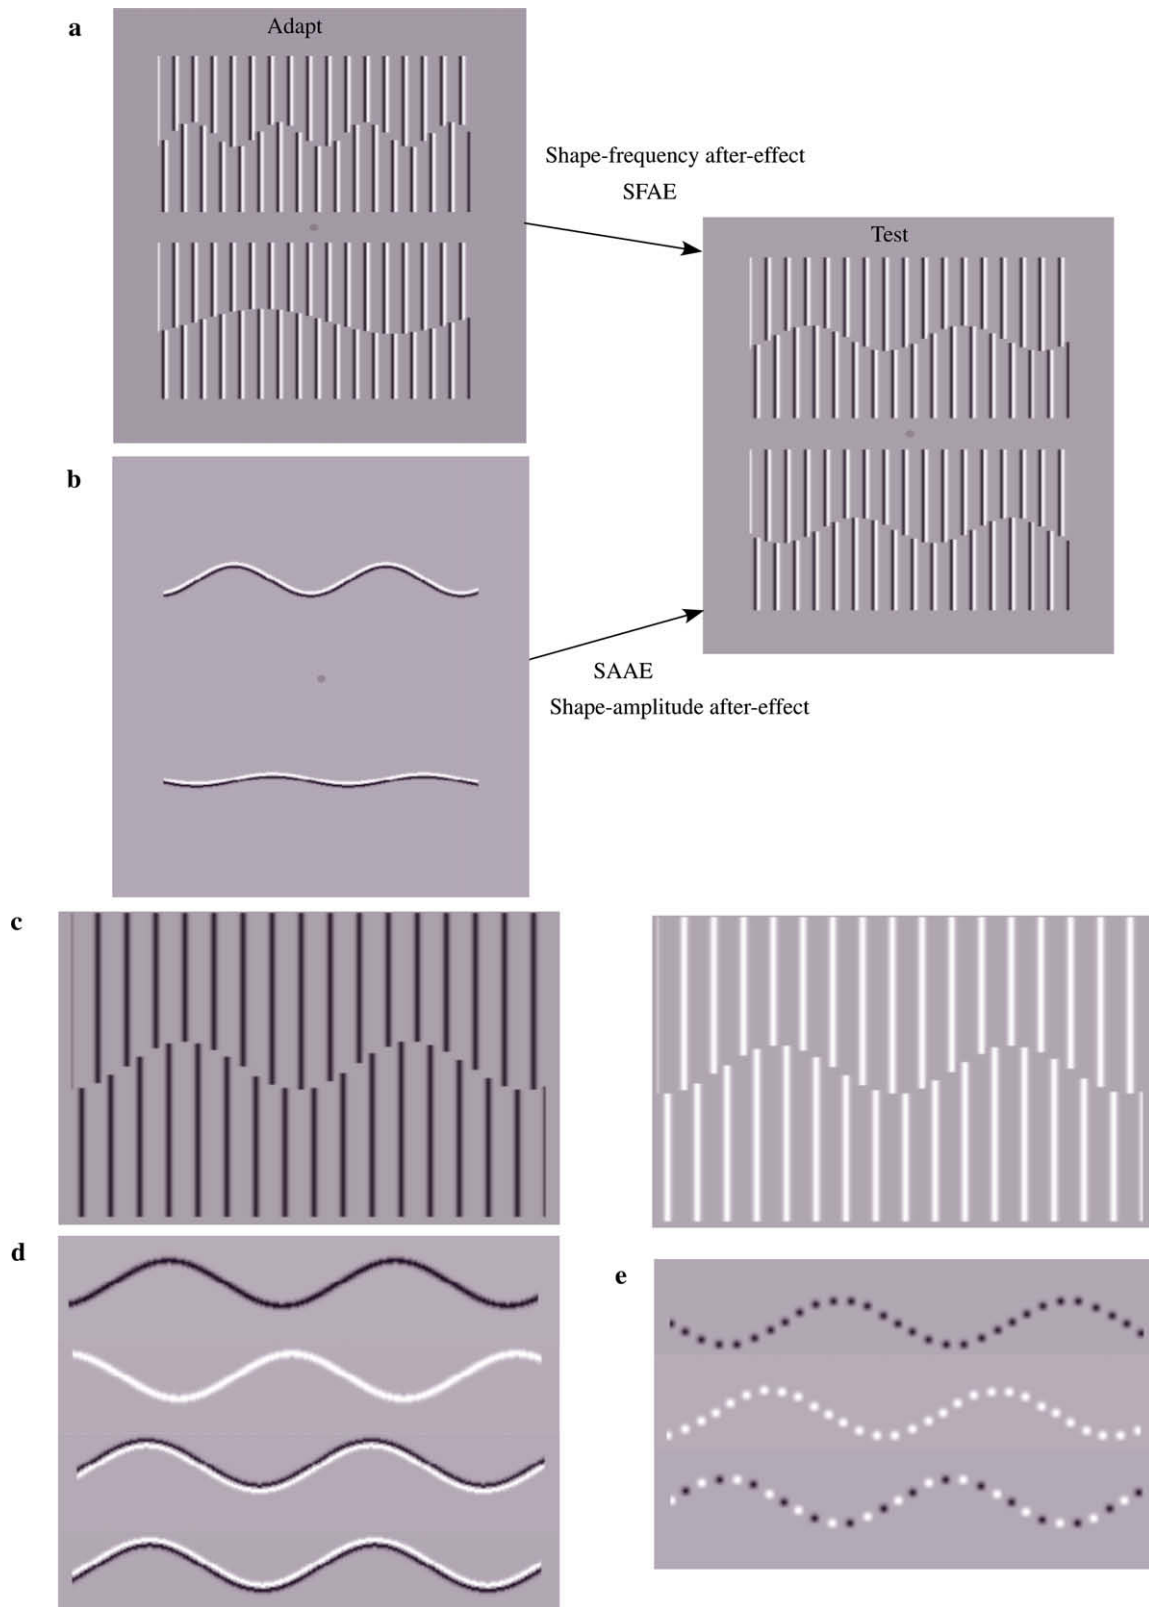 a
Adapt
Shape-frequency after-effect
SFAE
Test
b
SAAE
Shape-amplitude after-effect
c
d
e